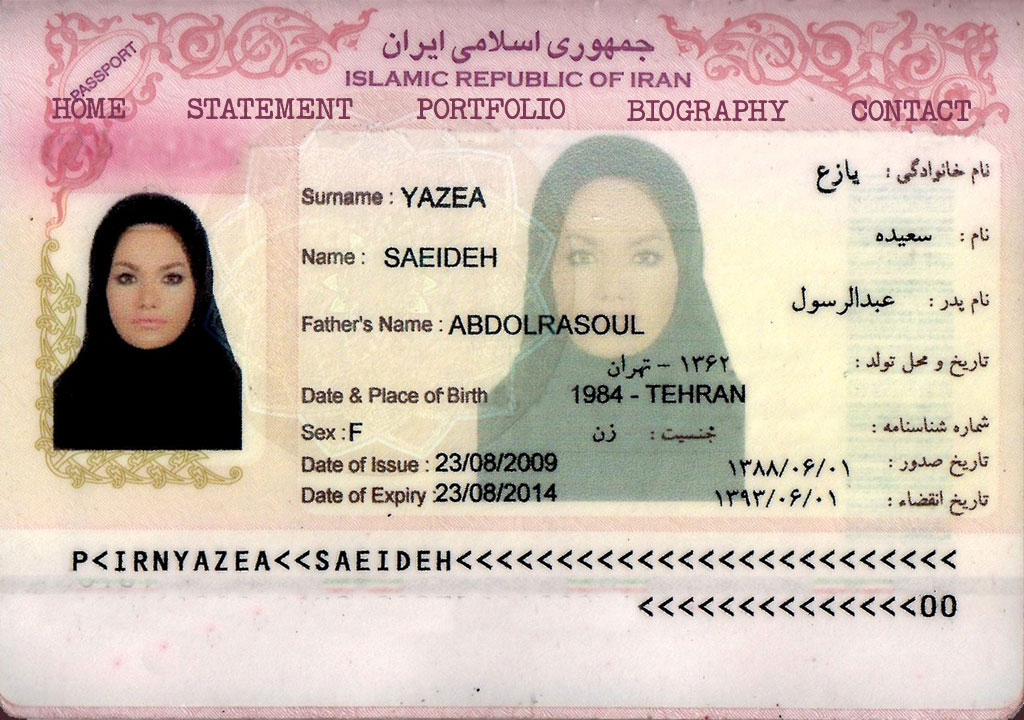 جمهوری اسلامی ایران
PASSPORT
ISLAMIC REPUBLIC OF IRAN
HOME STATEMENT PORTFOLIO BIOGRAPHY CONTACT
نام خانوادگی : یازع
Surname : YAZEA
نام : سعیده
Name : SAEIDEH
نام پدر : عبدالرسول
Father's Name : ABDOLRASOUL
تاریخ و محل تولد : ۱۳۶۲ – تهران
Date & Place of Birth 1984 - TEHRAN
شماره شناسنامه :
Sex : F جنسیت : زن
Date of Issue : 23/08/2009 تاریخ صدور : ۱۳۸۸/۰۶/۰۱
Date of Expiry : 23/08/2014 تاریخ انقضاء : ۱۳۹۳/۰۶/۰۱
P<IRNYAZEA<<SAEIDEH<<<<<<<<<<<<<<<<<<<<<<<<<
<<<<<<<<<<<<<<00